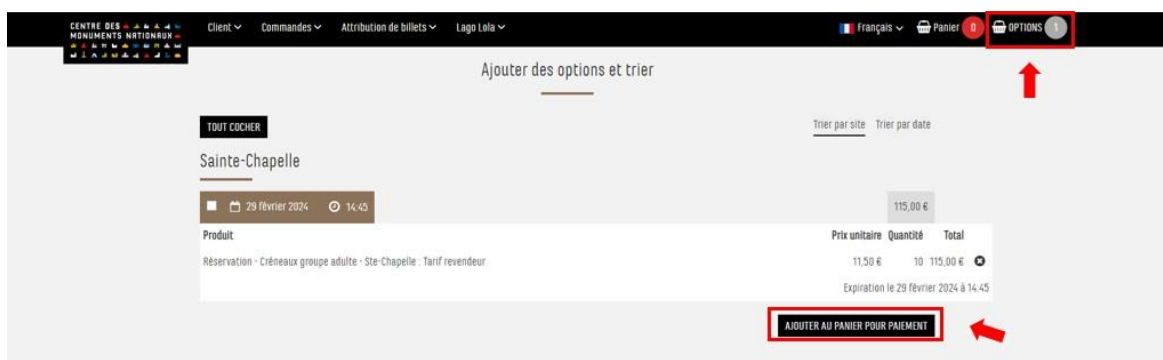 CENTRE DES
MONUMENTS NATIONAUX
Client Commandes Attribution de billets Lago Lola Français Panier 0 OPTIONS 1
Ajouter des options et trier
TOUT COCHER Trier par site Trier par date
Sainte-Chapelle
29 février 2024 14:45 115,00 €
Produit Prix unitaire Quantité Total
Réservation - Créneaux groupe adulte - Ste-Chapelle : Tarif revendeur 11,50 € 10 115,00 €
Expiration le 29 février 2024 à 14:45
AJOUTER AU PANIER POUR PAIEMENT